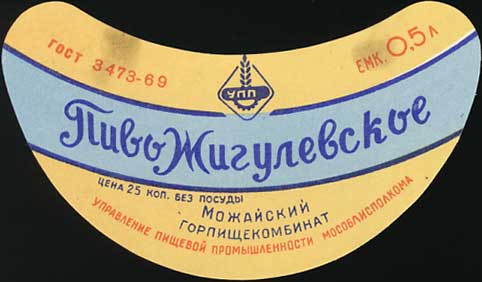 ГОСТ 3473-69
ЕМК. 0,5 Л
УПП
Пиво Жигулевское
ЦЕНА 25 КОП. БЕЗ ПОСУДЫ
МОЖАЙСКИЙ
ГОРПИЩЕКОМБИНАТ
УПРАВЛЕНИЕ ПИЩЕВОЙ ПРОМЫШЛЕННОСТИ МОСОБЛИСПОЛКОМА